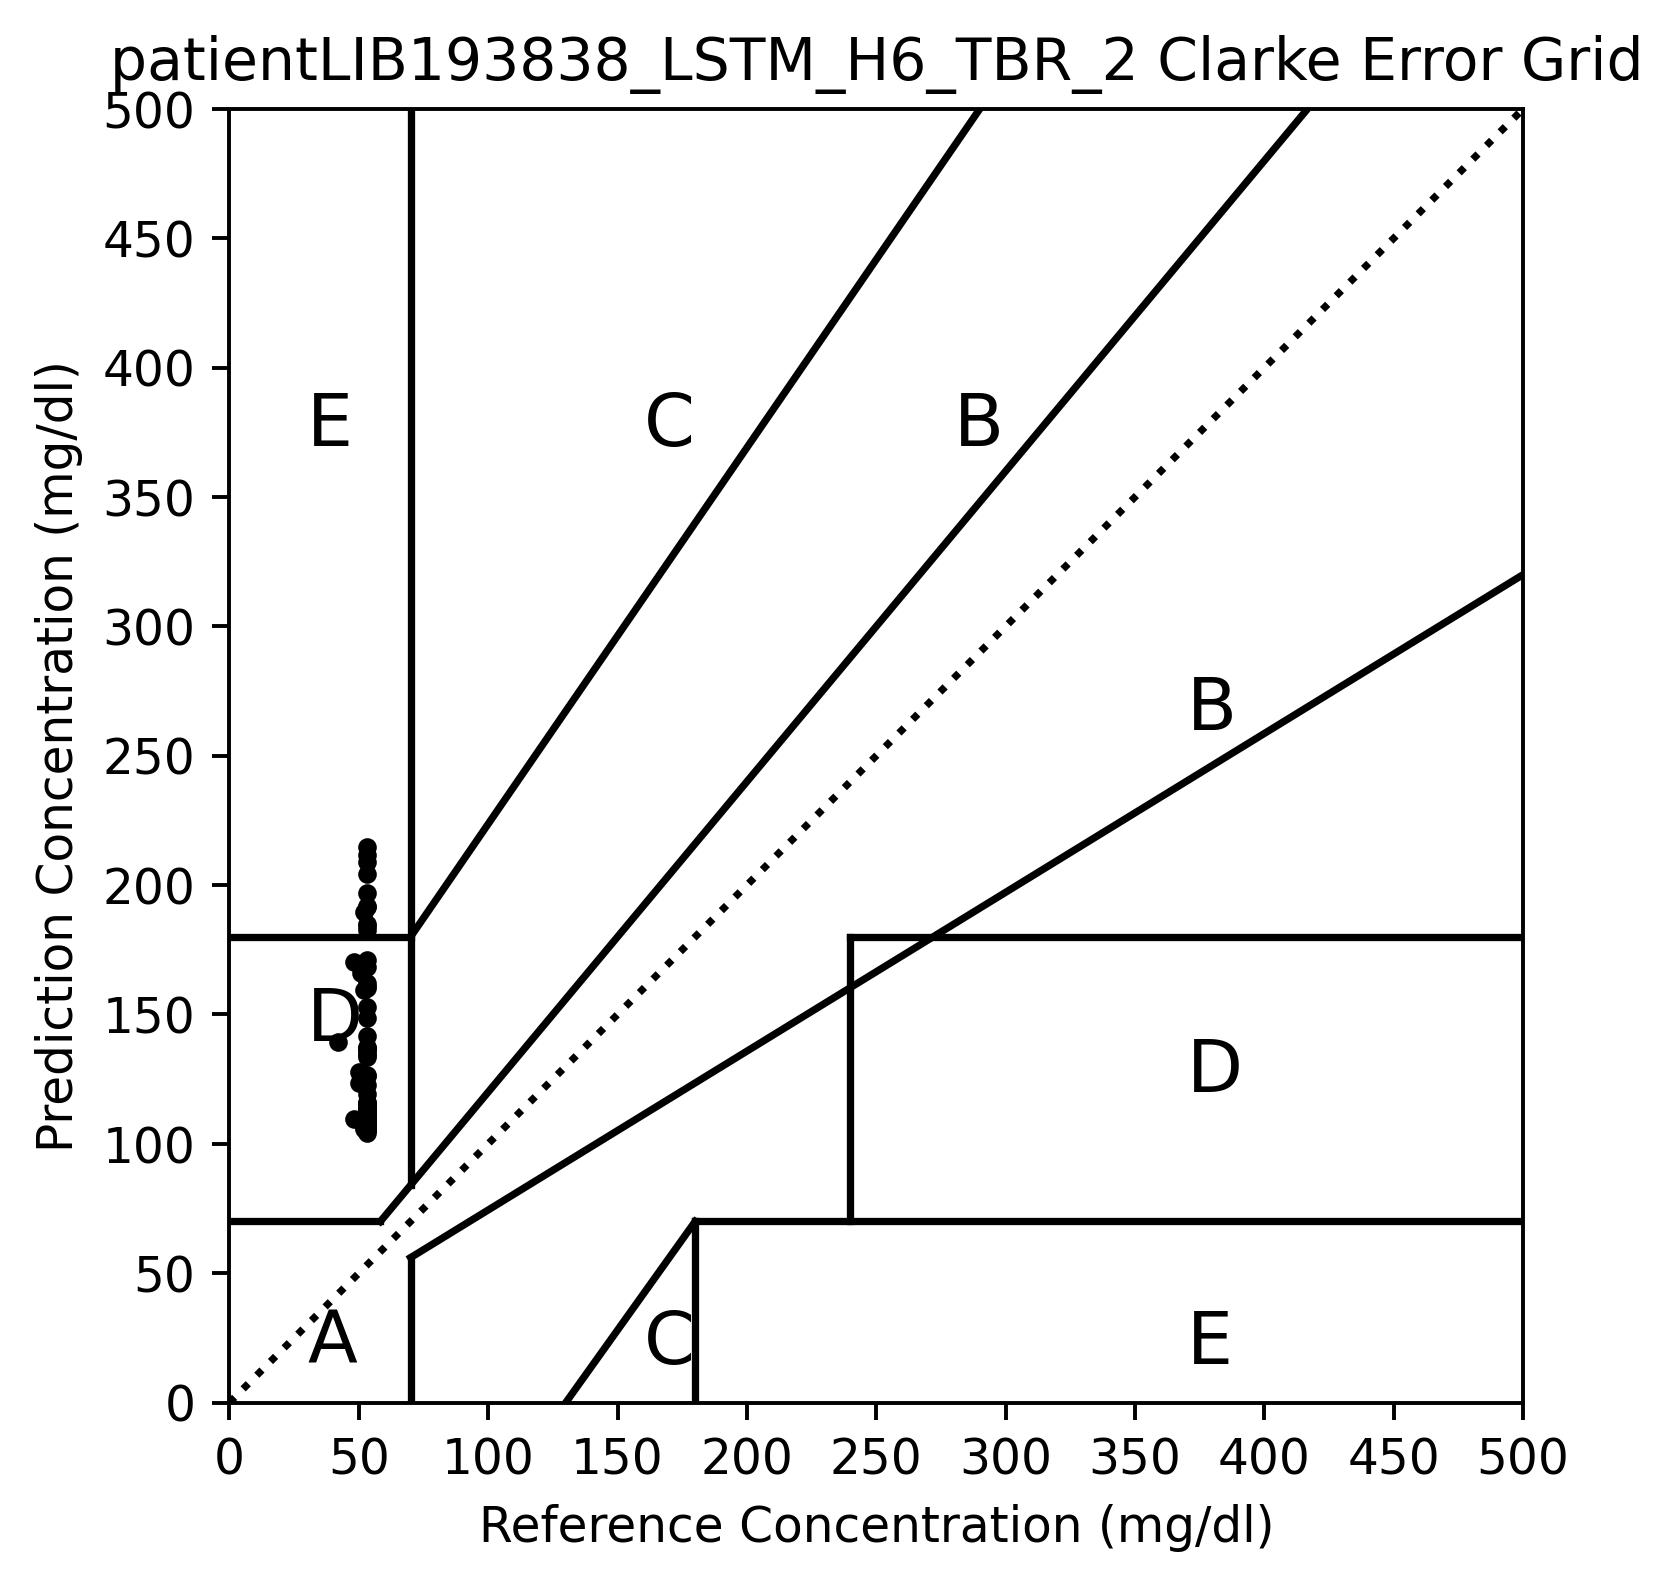 patientLIB193838_LSTM_H6_TBR_2 Clarke Error Grid
500
450
400
350
300
250
200
150
100
50
0
Prediction Concentration (mg/dl)
E
C
B
B
D
D
A
C
E
0 50 100 150 200 250 300 350 400 450 500
Reference Concentration (mg/dl)